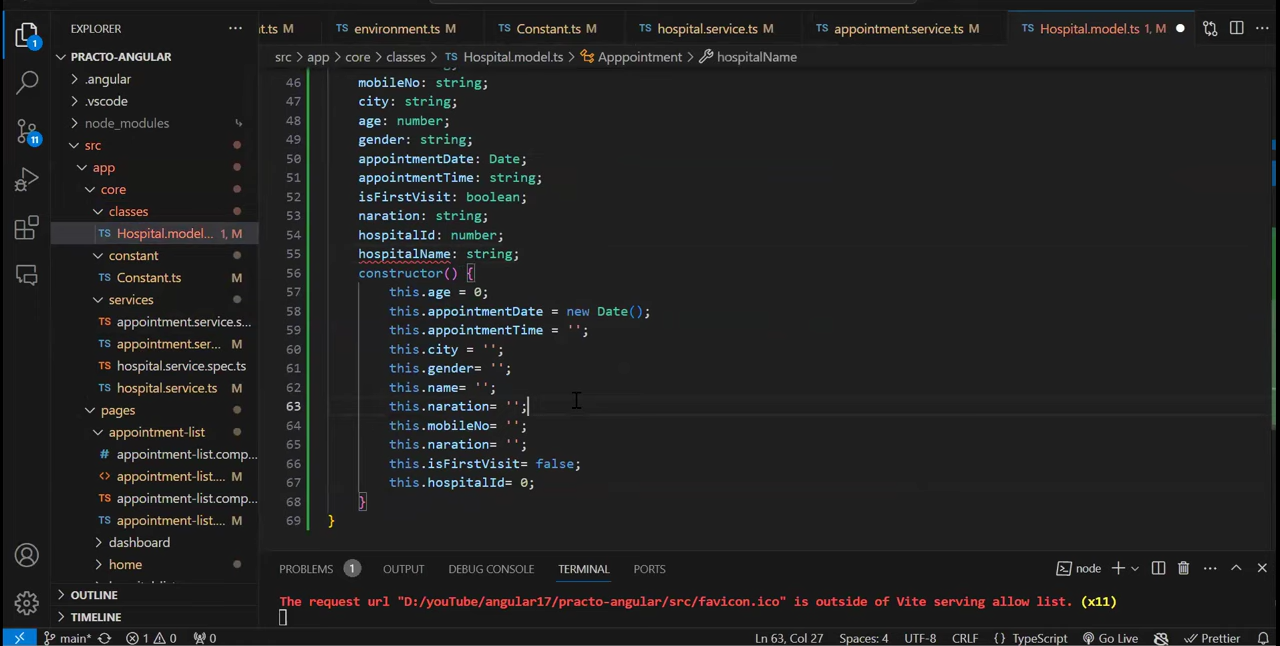 EXPLORER
PRACTO-ANGULAR
.angular
.vscode
node_modules
src
app
core
classes
TS Hospital.model... 1, M
constant
TS Constant.ts M
services
TS appointment.service.s...
TS appointment.ser... M
TS hospital.service.spec.ts
TS hospital.service.ts M
pages
appointment-list
# appointment-list.comp...
<> appointment-list.... M
TS appointment-list.comp...
TS appointment-list.... M
dashboard
home
OUTLINE
TIMELINE
1
11
nt.ts M TS environment.ts M TS Constant.ts M TS hospital.service.ts M TS appointment.service.ts M TS Hospital.model.ts 1, M
src > app > core > classes > TS Hospital.model.ts > Apppointment > hospitalName
46 mobileNo: string;
47 city: string;
48 age: number;
49 gender: string;
50 appointmentDate: Date;
51 appointmentTime: string;
52 isFirstVisit: boolean;
53 naration: string;
54 hospitalId: number;
55 hospitalName: string;
56 constructor() {
57 this.age = 0;
58 this.appointmentDate = new Date();
59 this.appointmentTime = '';
60 this.city = '';
61 this.gender= '';
62 this.name= '';
63 this.naration= '';
64 this.mobileNo= '';
65 this.naration= '';
66 this.isFirstVisit= false;
67 this.hospitalId= 0;
68 }
69 }
PROBLEMS 1 OUTPUT DEBUG CONSOLE TERMINAL PORTS node
The request url "D:/youTube/angular17/practo-angular/src/favicon.ico" is outside of Vite serving allow list. (x11)
main* 1 0 0 Ln 63, Col 27 Spaces: 4 UTF-8 CRLF {} TypeScript Go Live Prettier